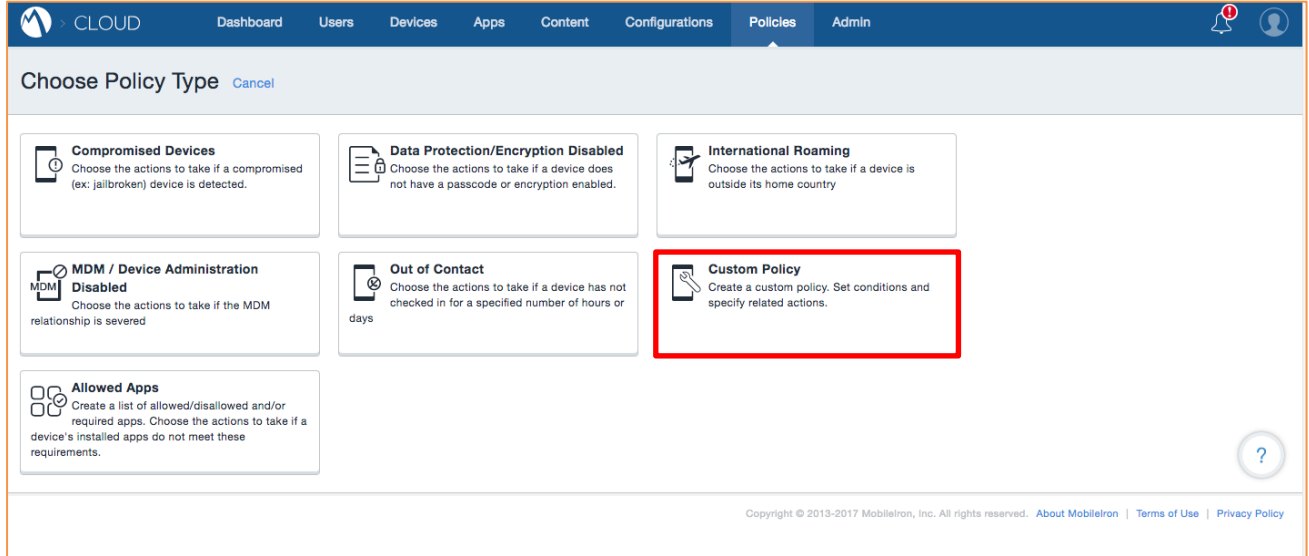 > CLOUD Dashboard Users Devices Apps Content Configurations Policies Admin
!
Choose Policy Type Cancel
Compromised Devices
Choose the actions to take if a compromised
(ex: jailbroken) device is detected.
Data Protection/Encryption Disabled
Choose the actions to take if a device does
not have a passcode or encryption enabled.
International Roaming
Choose the actions to take if a device is
outside its home country
MDM
MDM / Device Administration
Disabled
Choose the actions to take if the MDM
relationship is severed
Out of Contact
Choose the actions to take if a device has not
checked in for a specified number of hours or
days
Custom Policy
Create a custom policy. Set conditions and
specify related actions.
Allowed Apps
Create a list of allowed/disallowed and/or
required apps. Choose the actions to take if a
device's installed apps do not meet these
requirements.
?
Copyright © 2013-2017 MobileIron, Inc. All rights reserved. About MobileIron | Terms of Use | Privacy Policy